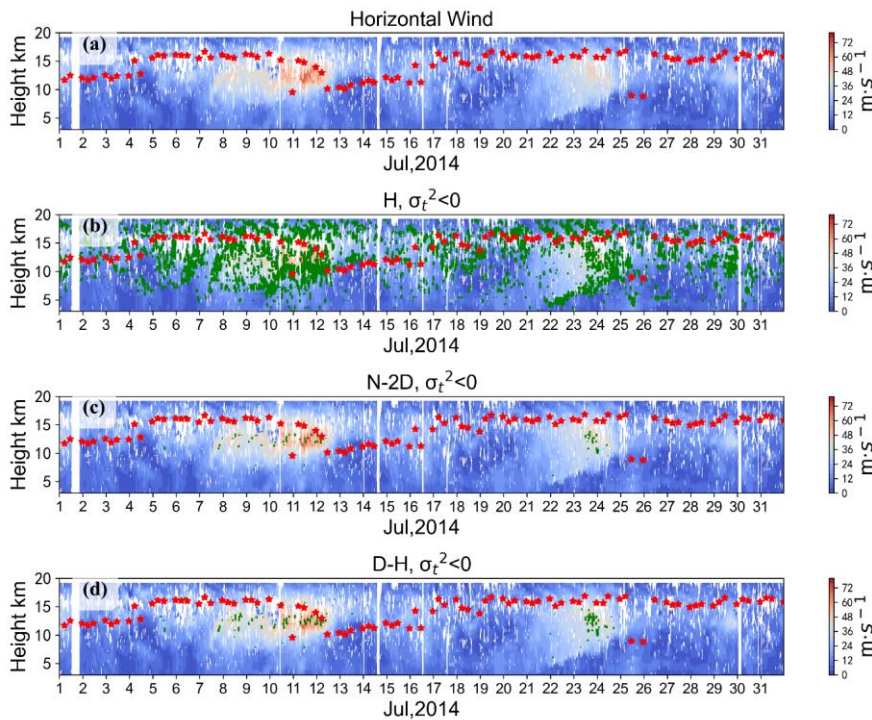 Horizontal Wind
(a)
Height km
20
15
10
5
1 2 3 4 5 6 7 8 9 10 11 12 13 14 15 16 17 18 19 20 21 22 23 24 25 26 27 28 29 30 31
Jul,2014
72
60
48
36
24
12
0
m·s⁻¹
H, σₜ²<0
(b)
Height km
20
15
10
5
1 2 3 4 5 6 7 8 9 10 11 12 13 14 15 16 17 18 19 20 21 22 23 24 25 26 27 28 29 30 31
Jul,2014
72
60
48
36
24
12
0
m·s⁻¹
N-2D, σₜ²<0
(c)
Height km
20
15
10
5
1 2 3 4 5 6 7 8 9 10 11 12 13 14 15 16 17 18 19 20 21 22 23 24 25 26 27 28 29 30 31
Jul,2014
72
60
48
36
24
12
0
m·s⁻¹
D-H, σₜ²<0
(d)
Height km
20
15
10
5
1 2 3 4 5 6 7 8 9 10 11 12 13 14 15 16 17 18 19 20 21 22 23 24 25 26 27 28 29 30 31
Jul,2014
72
60
48
36
24
12
0
m·s⁻¹